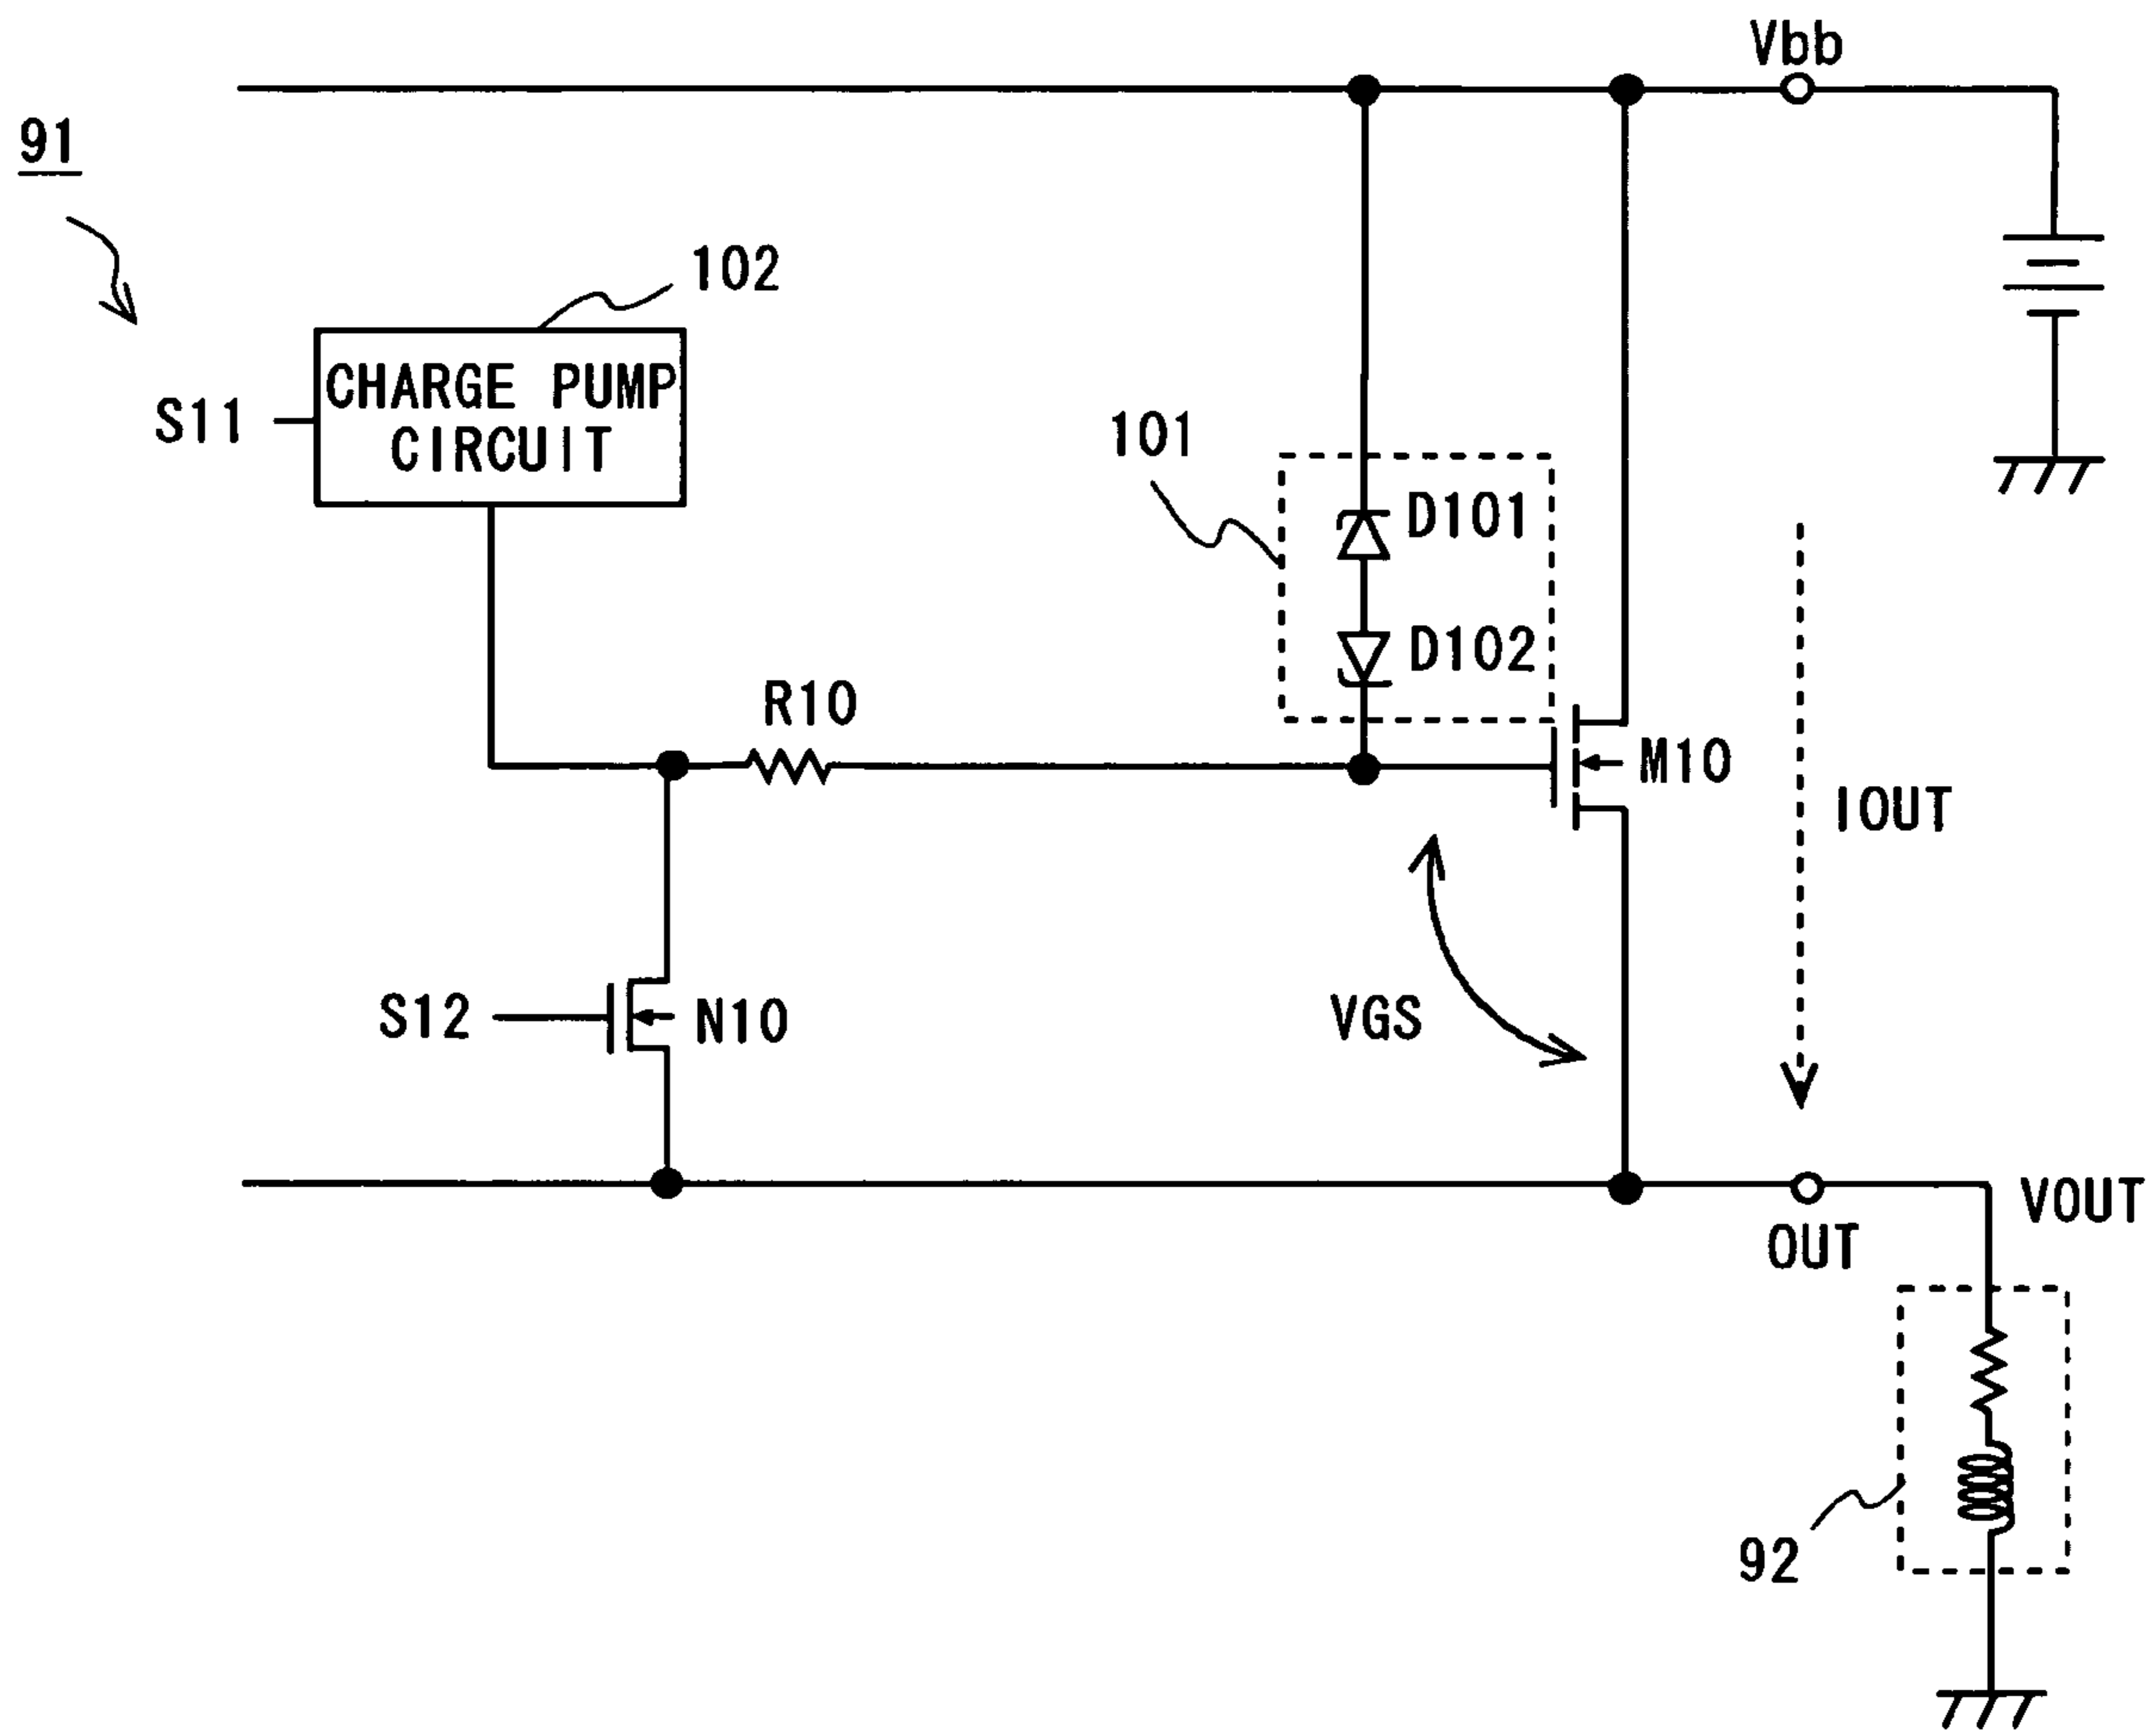 Vbb
91
102
CHARGE PUMP
CIRCUIT
S11
101
D101
D102
R10
M10
IOUT
S12
N10
VGS
VOUT
OUT
92